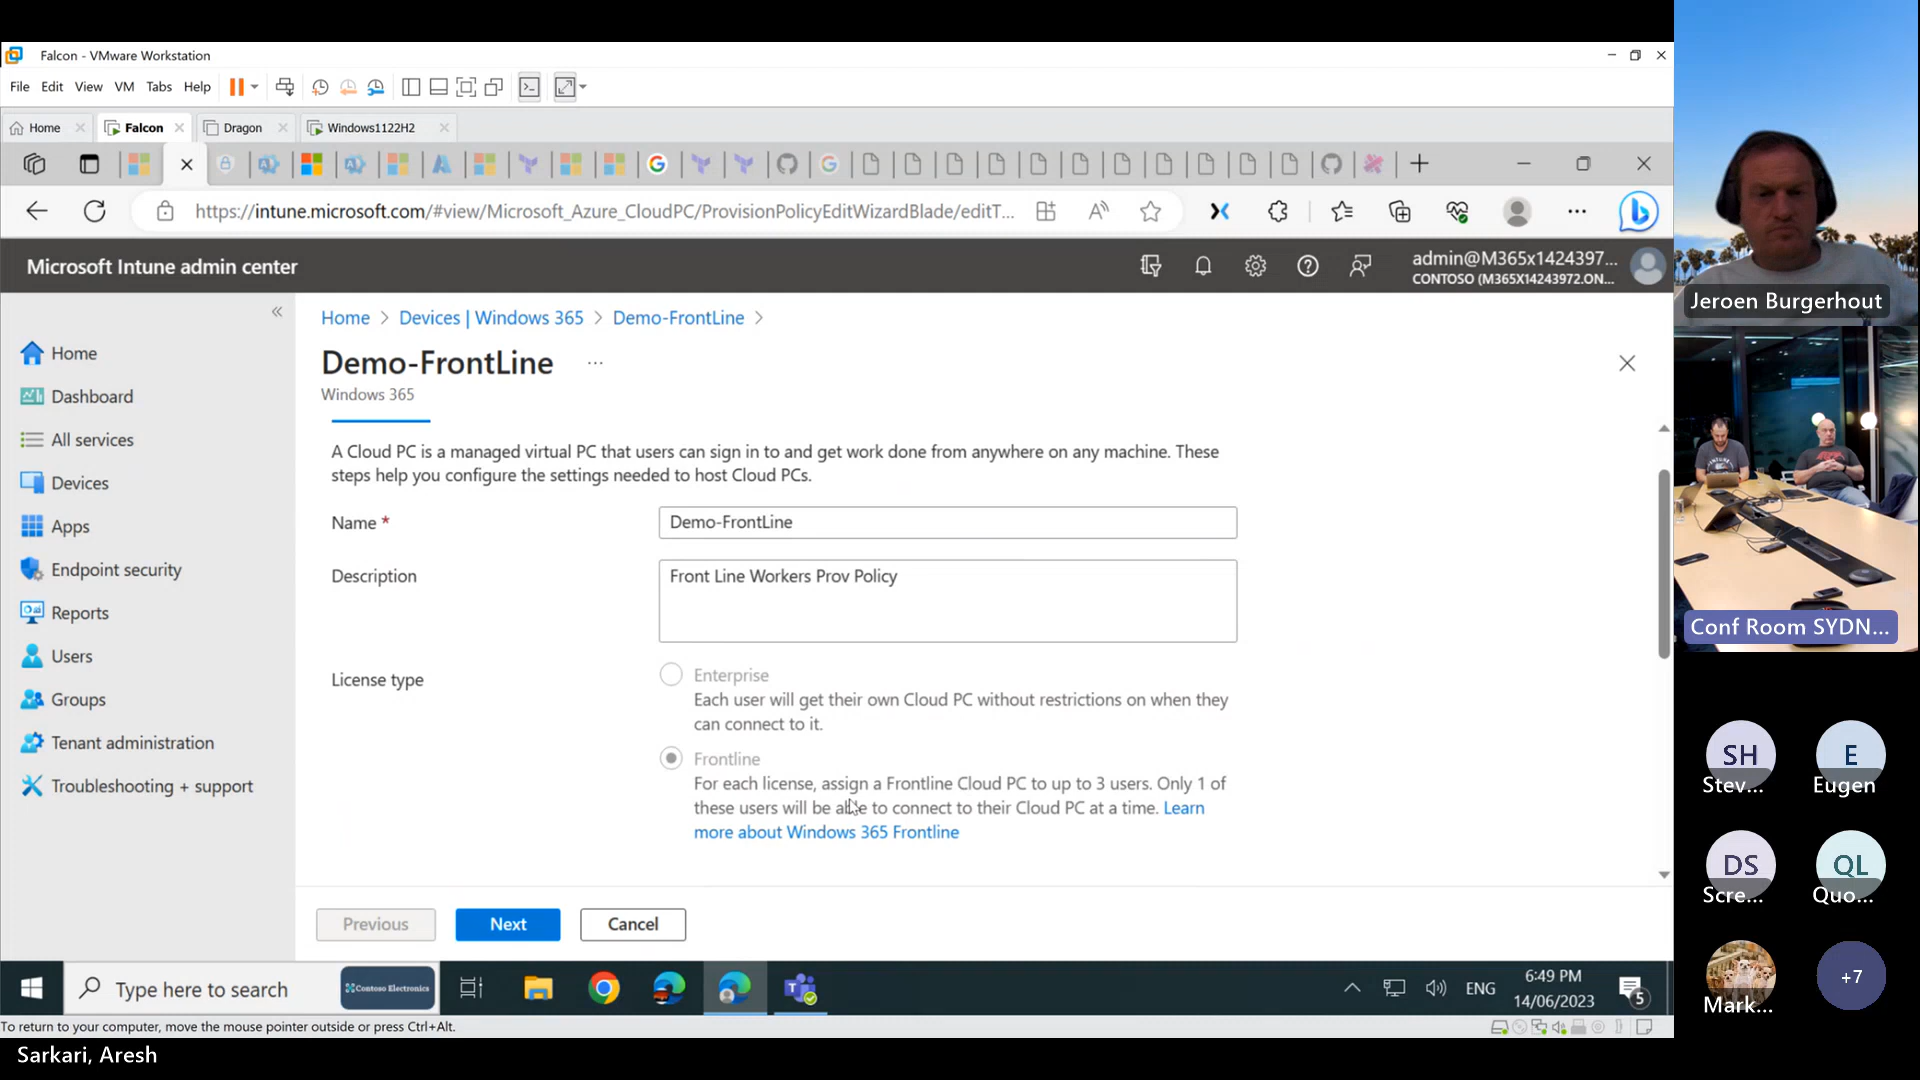 Falcon - VMware Workstation
File Edit View VM Tabs Help
Home Falcon Dragon Windows1122H2
https://intune.microsoft.com/#view/Microsoft_Azure_CloudPC/ProvisionPolicyEditWizardBlade/editT...
Microsoft Intune admin center
admin@M365x1424397...
CONTOSO (M365X14243972.ON...
Home
Dashboard
All services
Devices
Apps
Endpoint security
Reports
Users
Groups
Tenant administration
Troubleshooting + support
Home > Devices | Windows 365 > Demo-FrontLine >
Demo-FrontLine ...
Windows 365
A Cloud PC is a managed virtual PC that users can sign in to and get work done from anywhere on any machine. These
steps help you configure the settings needed to host Cloud PCs.
Name * Demo-FrontLine
Description Front Line Workers Prov Policy
License type
Enterprise
Each user will get their own Cloud PC without restrictions on when they
can connect to it.
Frontline
For each license, assign a Frontline Cloud PC to up to 3 users. Only 1 of
these users will be able to connect to their Cloud PC at a time. Learn
more about Windows 365 Frontline
Previous Next Cancel
Type here to search
Contoso Electronics
ENG
6:49 PM
14/06/2023
5
To return to your computer, move the mouse pointer outside or press Ctrl+Alt.
Sarkari, Aresh
Jeroen Burgerhout
Conf Room SYDN...
SH E
Stev... Eugen
DS QL
Scre... Quo...
+7
Mark...